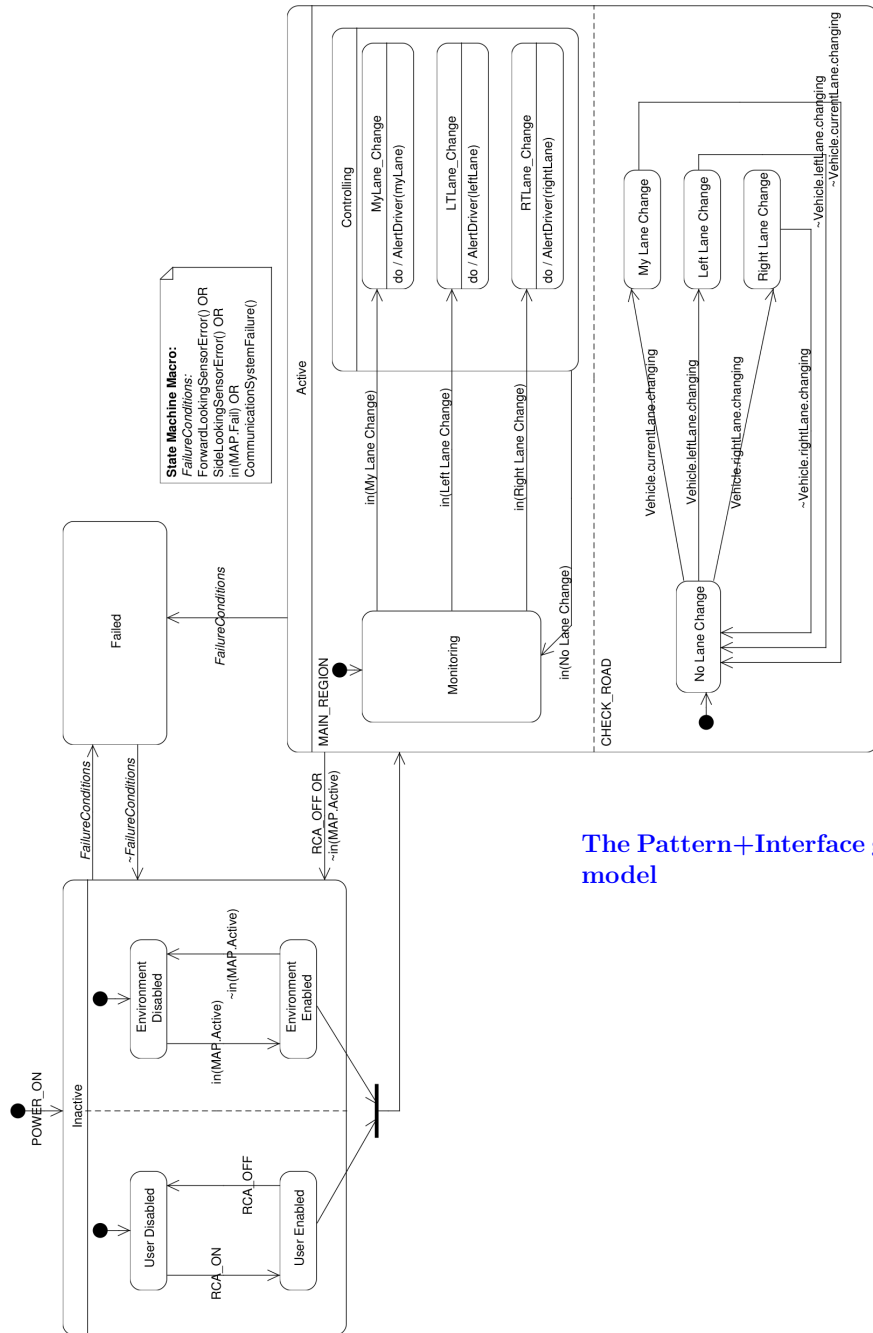 POWER_ON
Inactive
User Disabled
RCA_ON
RCA_OFF
User Enabled
Environment
Disabled
in(MAP.Active)
~in(MAP.Active)
Environment
Enabled
FailureConditions
~FailureConditions
Failed
FailureConditions
RCA_OFF OR
~in(MAP.Active)
State Machine Macro:
FailureConditions:
ForwardLookingSensorError() OR
SideLookingSensorError() OR
in(MAP.Fail) OR
CommunicationSystemFailure()
Active
MAIN_REGION
Monitoring
in(My Lane Change)
in(Left Lane Change)
in(Right Lane Change)
in(No Lane Change)
Controlling
MyLane_Change
do / AlertDriver(myLane)
LTLane_Change
do / AlertDriver(leftLane)
RTLane_Change
do / AlertDriver(rightLane)
CHECK_ROAD
No Lane Change
Vehicle.currentLane.changing
Vehicle.leftLane.changing
Vehicle.rightLane.changing
~Vehicle.rightLane.changing
My Lane Change
Left Lane Change
Right Lane Change
~Vehicle.leftLane.changing
~Vehicle.currentLane.changing
The Pattern+Interface
model